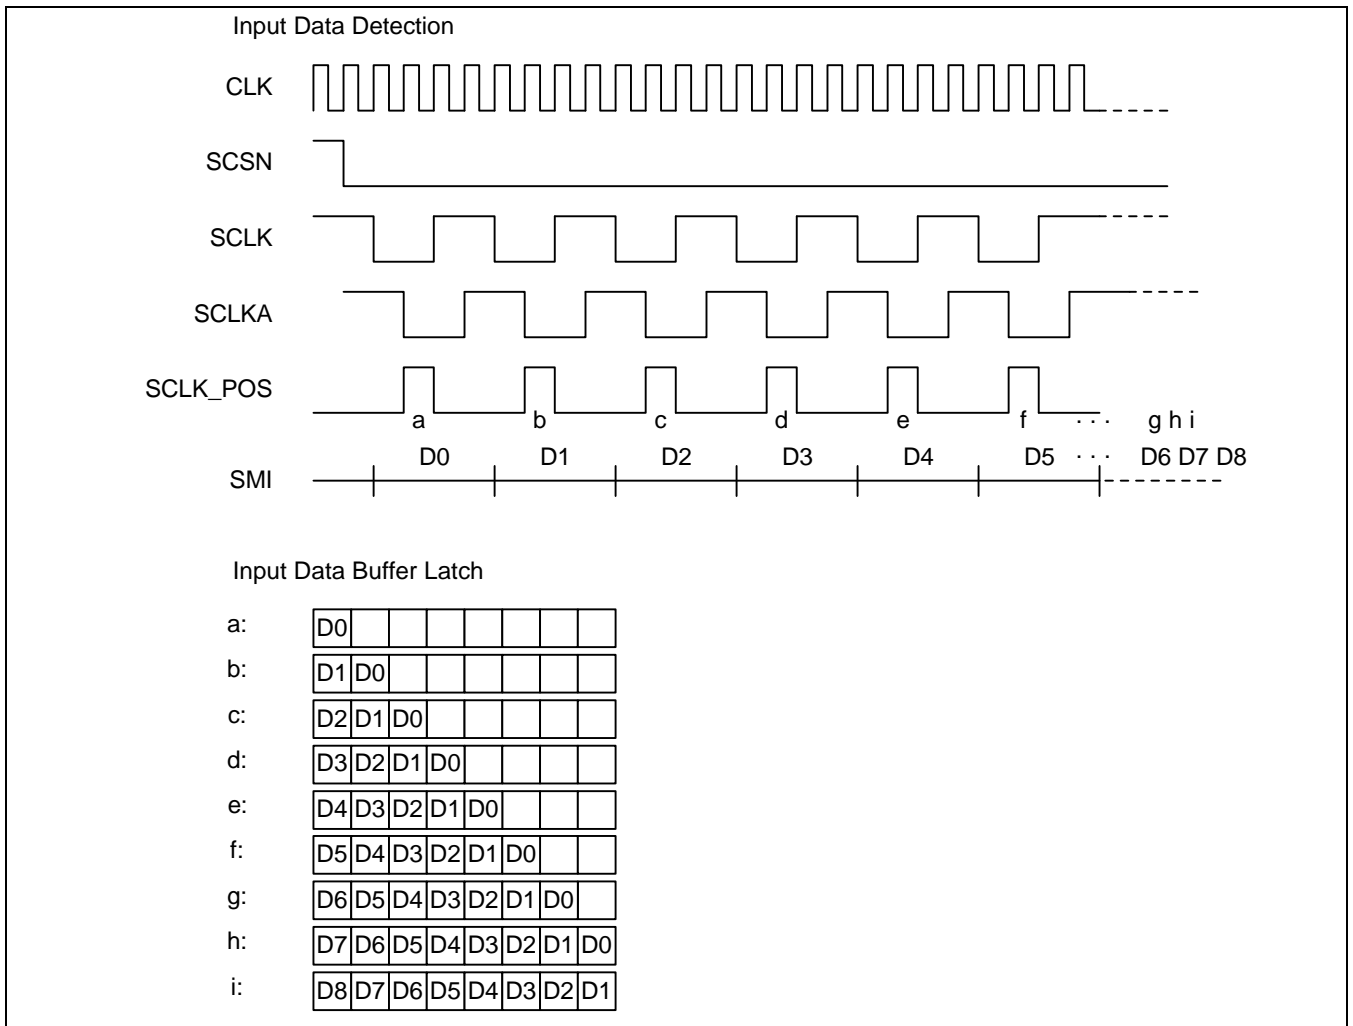 Input Data Detection
CLK
SCSN
SCLK
SCLKA
SCLK_POS
a b c d e f · · · g h i
D0 D1 D2 D3 D4 D5 · · · D6 D7 D8
SMI
Input Data Buffer Latch
a: D0
b: D1 D0
c: D2 D1 D0
d: D3 D2 D1 D0
e: D4 D3 D2 D1 D0
f: D5 D4 D3 D2 D1 D0
g: D6 D5 D4 D3 D2 D1 D0
h: D7 D6 D5 D4 D3 D2 D1 D0
i: D8 D7 D6 D5 D4 D3 D2 D1